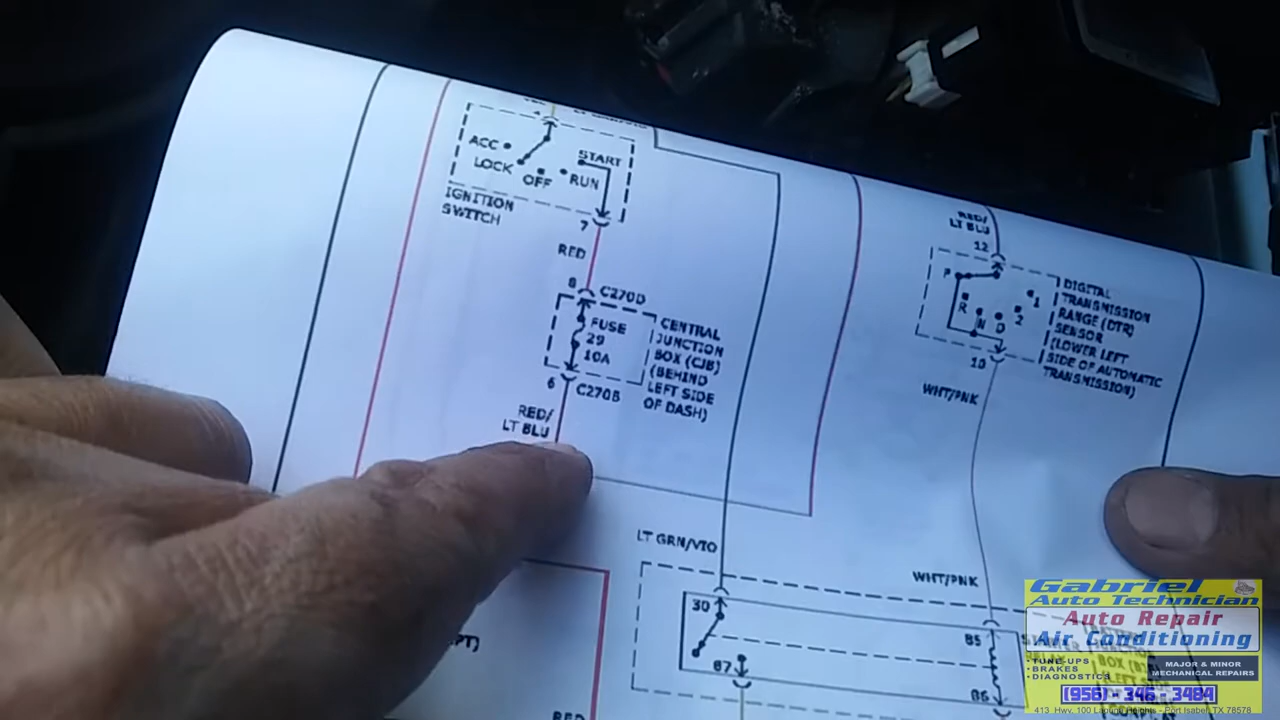 ACC
LOCK
OFF
START
RUN
IGNITION
SWITCH
7
RED
8
C270D
FUSE
29
10A
CENTRAL
JUNCTION
BOX (CJB)
(BEHIND
LEFT SIDE
OF DASH)
6
C270B
RED/
LT BLU
RED/
LT BLU
12
P
R
N
D
2
1
DIGITAL
TRANSMISSION
RANGE (DTR)
SENSOR
(LOWER LEFT
SIDE OF AUTOMATIC
TRANSMISSION)
10
WHT/PNK
LT GRN/VIO
WHT/PNK
30
85
87
86
RED
Gabriel
Auto Technician
Auto Repair
Air Conditioning
· TUNE-UPS
· BRAKES
· DIAGNOSTICS
MAJOR & MINOR
MECHANICAL REPAIRS
(956) - 346 - 3484
413 Hwy. 100 Laguna Heights - Port Isabel, TX 78578